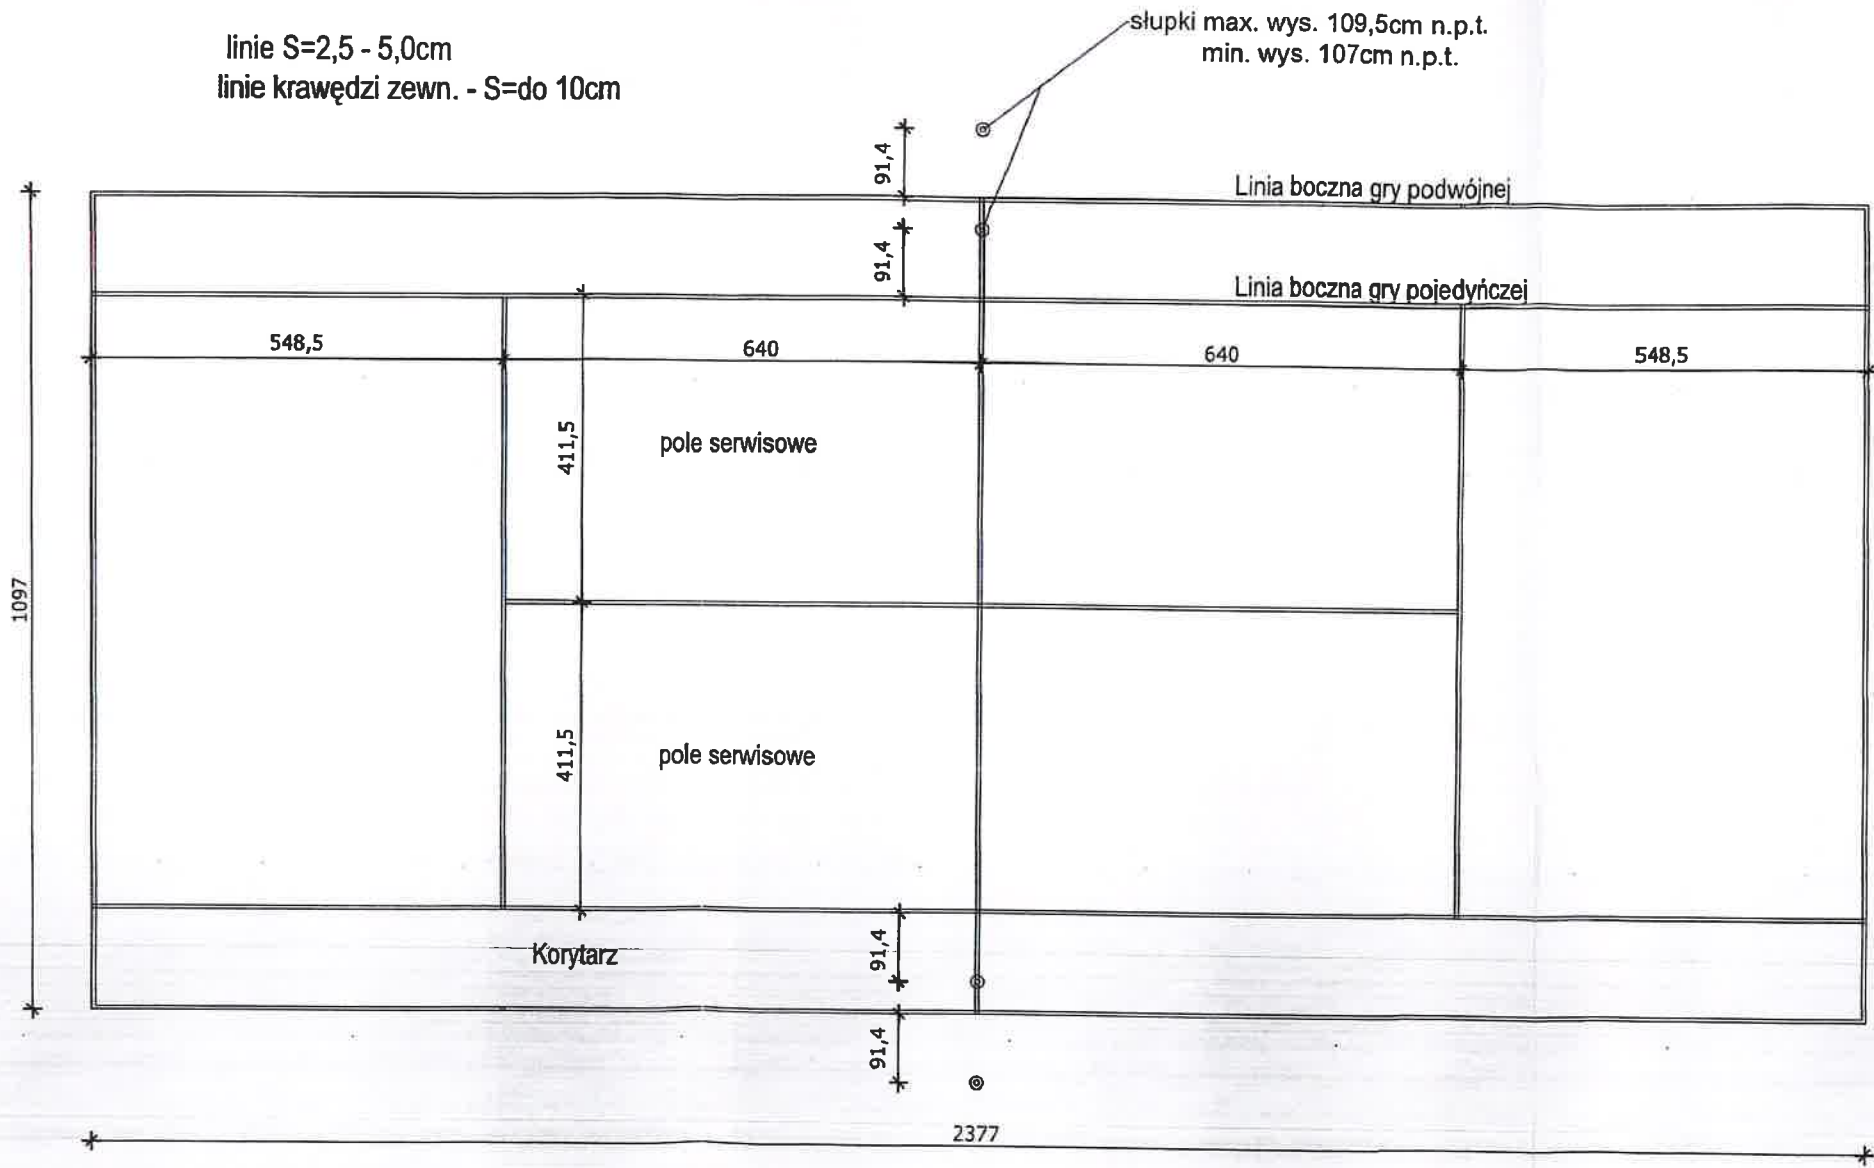 słupki max. wys. 109,5cm n.p.t.
min. wys. 107cm n.p.t.
linie S=2,5 - 5,0cm
linie krawędzi zewn. - S=do 10cm
91,4
Linia boczna gry podwójnej
91,4
Linia boczna gry pojedyńczej
548,5
640
640
548,5
411,5
pole serwisowe
1097
411,5
pole serwisowe
91,4
Korytarz
91,4
2377